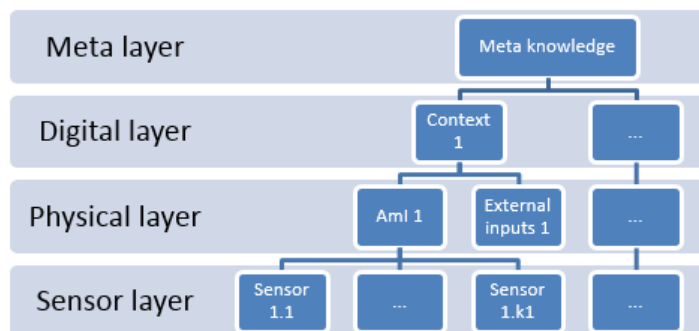 Meta layer
Meta knowledge
Digital layer
Context
1
...
Physical layer
AmI 1
External
inputs 1
...
Sensor layer
Sensor
1.1
...
Sensor
1.k1
...